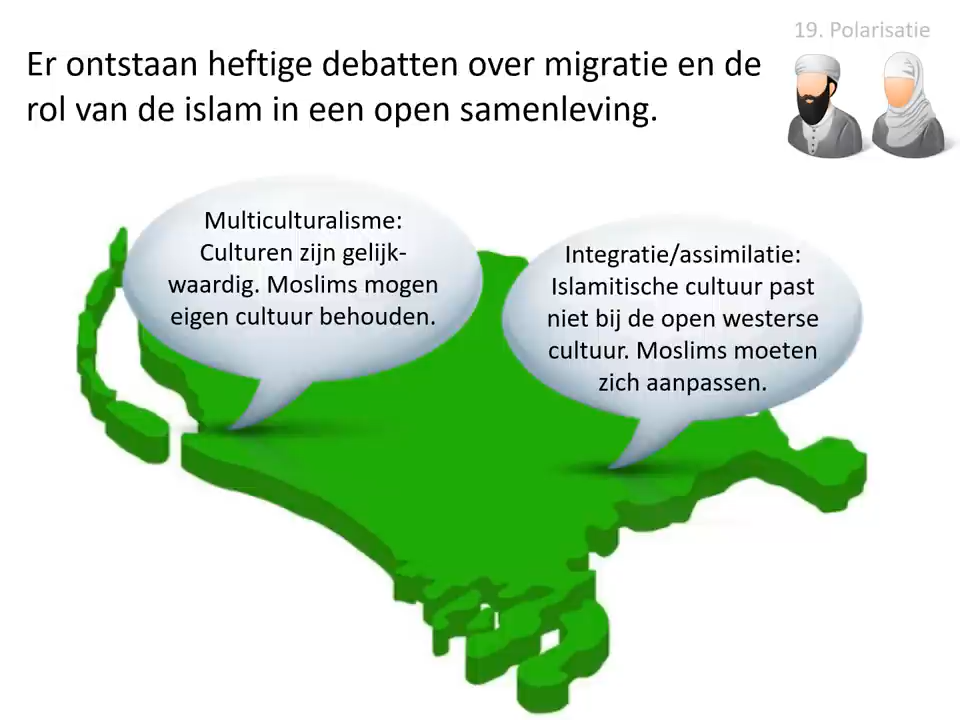 19. Polarisatie
Er ontstaan heftige debatten over migratie en de
rol van de islam in een open samenleving.
Multiculturalisme:
Culturen zijn gelijk-
waardig. Moslims mogen
eigen cultuur behouden.
Integratie/assimilatie:
Islamitische cultuur past
niet bij de open westerse
cultuur. Moslims moeten
zich aanpassen.